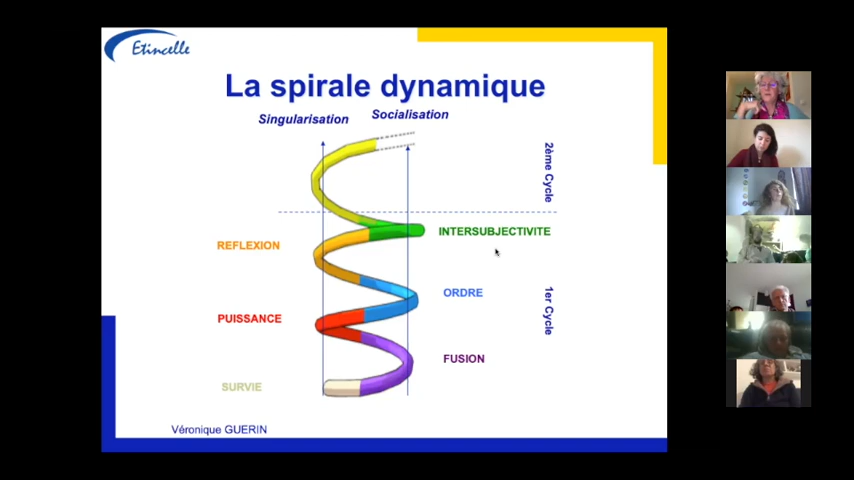 Etincelle
La spirale dynamique
Singularisation
Socialisation
2ème Cycle
INTERSUBJECTIVITE
REFLEXION
ORDRE
1er Cycle
PUISSANCE
FUSION
SURVIE
Véronique GUERIN